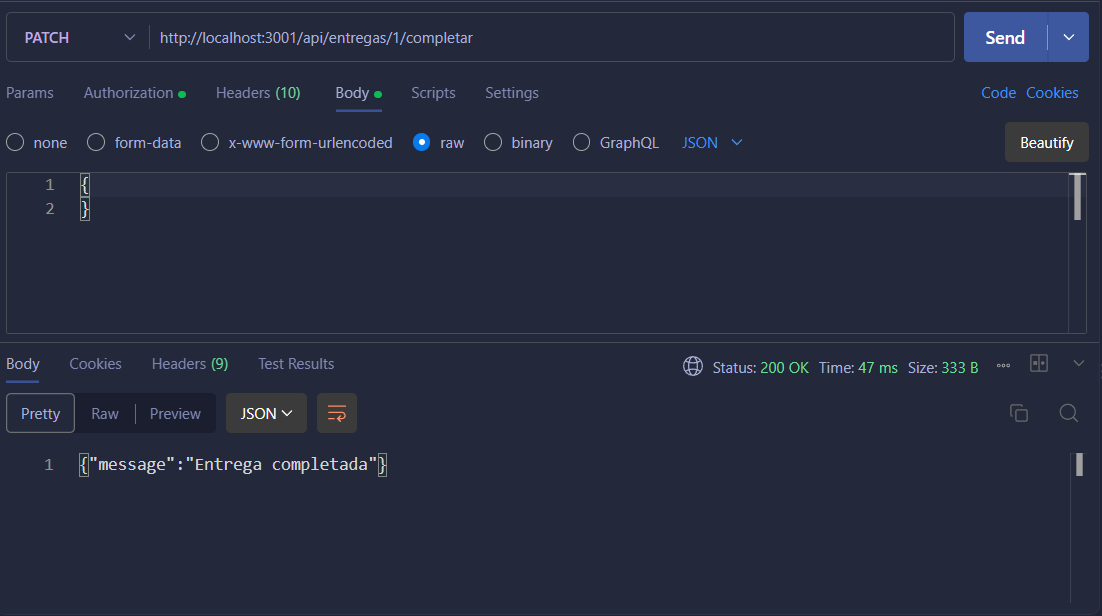 PATCH http://localhost:3001/api/entregas/1/completar Send
Params Authorization Headers (10) Body Scripts Settings Code Cookies
none form-data x-www-form-urlencoded raw binary GraphQL JSON Beautify
1 {
2 }
Body Cookies Headers (9) Test Results Status: 200 OK Time: 47 ms Size: 333 B
Pretty Raw Preview JSON
1 {"message":"Entrega completada"}